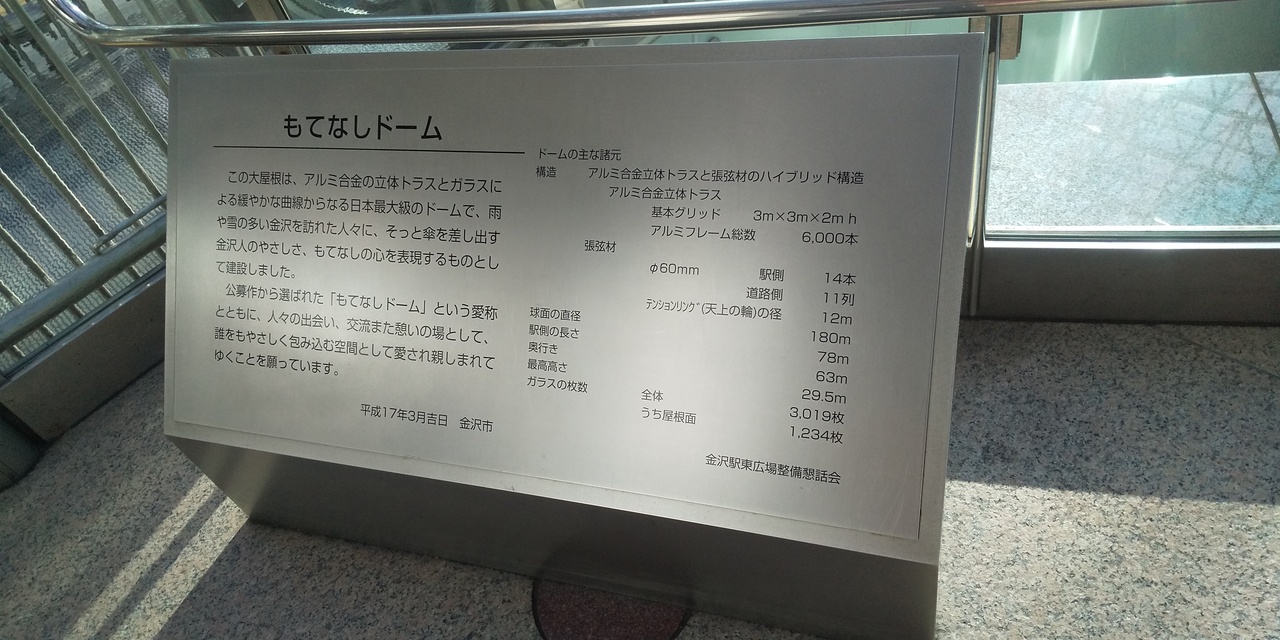 もてなしドーム
この大屋根は、アルミ合金の立体トラスとガラスに
よる緩やかな曲線からなる日本最大級のドームで、雨
や雪の多い金沢を訪れた人々に、そっと傘を差し出す
金沢人のやさしさ、もてなしの心を表現するものとし
て建設しました。
公募作から選ばれた「もてなしドーム」という愛称
とともに、人々の出会い、交流また憩いの場として、
誰をもやさしく包み込む空間として愛され親しまれて
ゆくことを願っています。
平成17年3月吉日 金沢市
ドームの主な諸元
構造 アルミ合金立体トラスと張弦材のハイブリッド構造
アルミ合金立体トラス
基本グリッド 3m×3m×2m h
アルミフレーム総数 6,000本
張弦材
φ60mm 駅側 14本
道路側 11列
テンションリング(天上の輪)の径 12m
球面の直径 180m
駅側の長さ 78m
奥行き 63m
最高高さ 29.5m
ガラスの枚数 全体 3,019枚
うち屋根面 1,234枚
金沢駅東広場整備懇話会